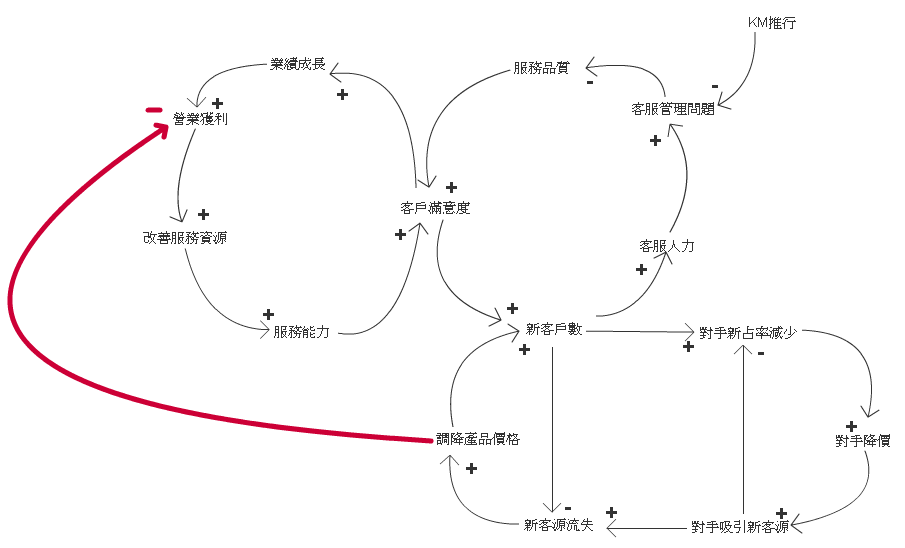 KM推行
業績成長
服務品質
營業獲利
客服管理問題
客戶滿意度
改善服務資源
客服人力
服務能力
新客戶數
對手新占率減少
調降產品價格
對手降價
新客源流失
對手吸引新客源